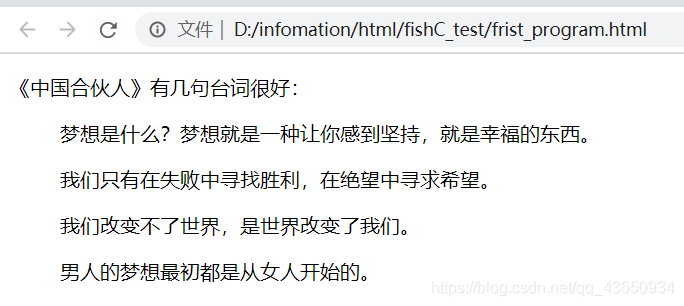 文件 | D:/infomation/html/fishC_test/frist_program.html
《中国合伙人》有几句台词很好：
梦想是什么？梦想就是一种让你感到坚持，就是幸福的东西。
我们只有在失败中寻找胜利，在绝望中寻求希望。
我们改变不了世界，是世界改变了我们。
男人的梦想最初都是从女人开始的。
https://blog.csdn.net/qq_43650934